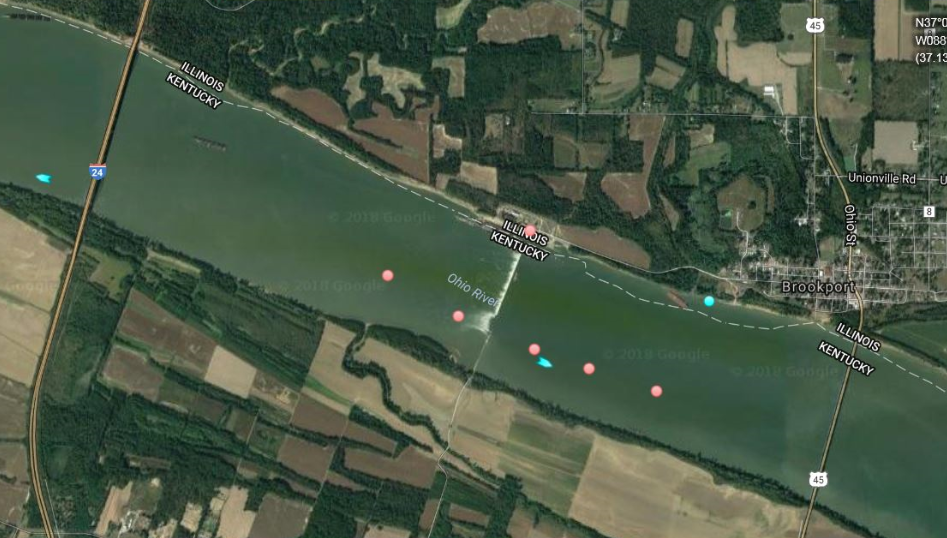 45
N37°0
W088
(37.13
ILLINOIS
KENTUCKY
24
Unionville Rd
U
8
Ohio St
© 2018 Google
ILLINOIS
KENTUCKY
Ohio River
Google
© 2018 Google
Brookport
ILLINOIS
KENTUCKY
© 2018 Google
© 2018 Google
45